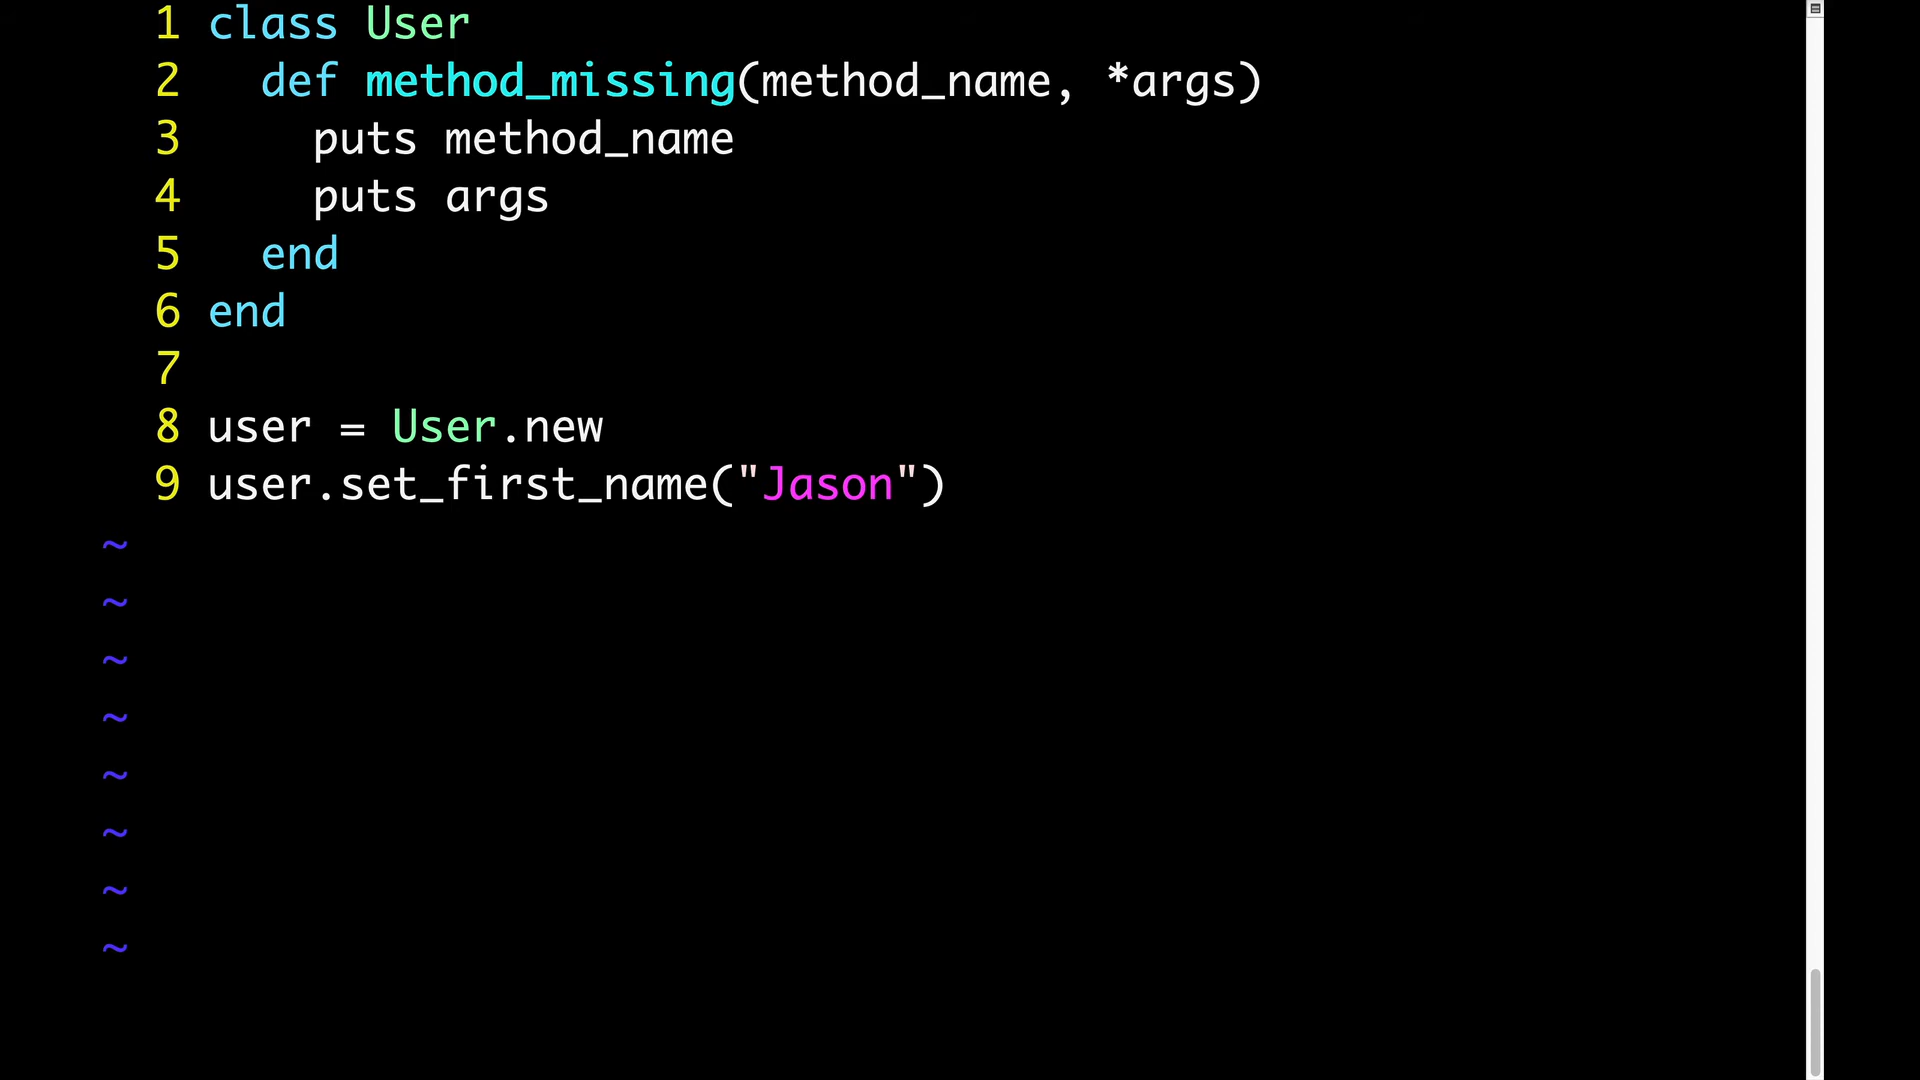 1 class User
2   def method_missing(method_name, *args)
3     puts method_name
4     puts args
5   end
6 end
7
8 user = User.new
9 user.set_first_name("Jason")
~
~
~
~
~
~
~
~